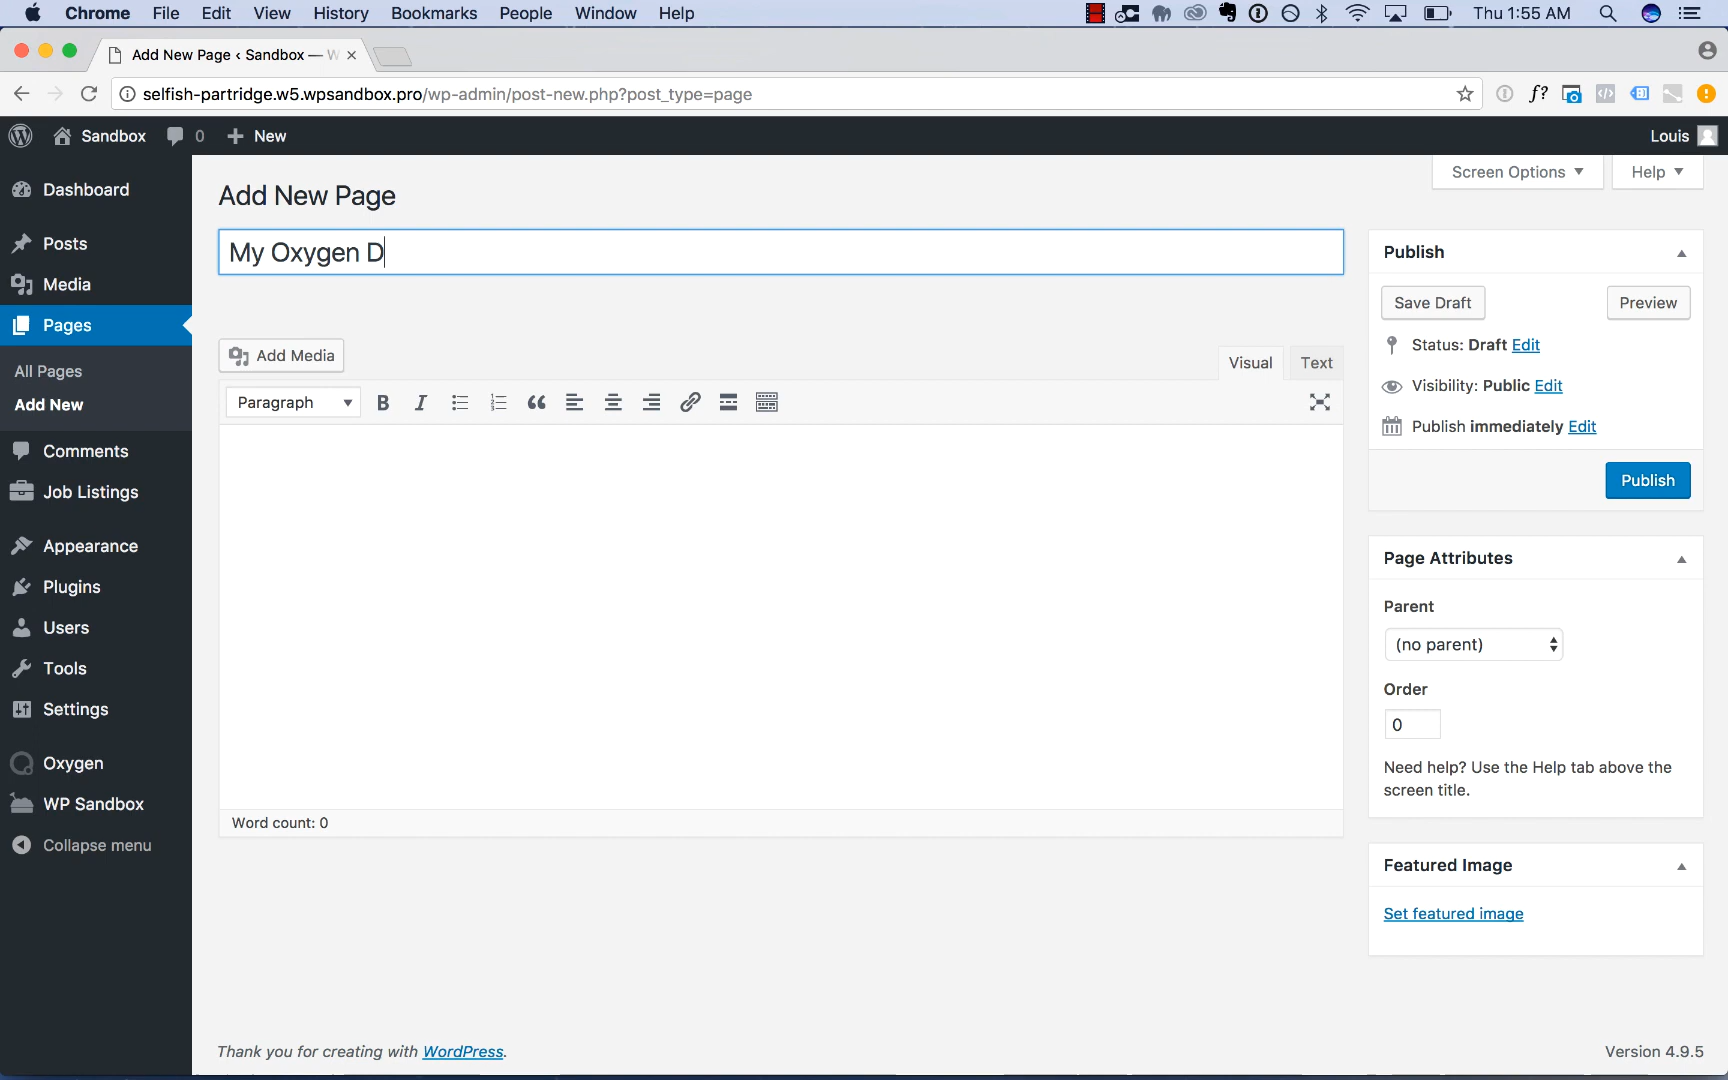 Chrome File Edit View History Bookmarks People Window Help Thu 1:55 AM
Add New Page ‹ Sandbox — W
selfish-partridge.w5.wpsandbox.pro/wp-admin/post-new.php?post_type=page
f?
Sandbox 0 + New Louis
Screen Options Help
Dashboard
Posts
Media
Pages
All Pages
Add New
Comments
Job Listings
Appearance
Plugins
Users
Tools
Settings
Oxygen
WP Sandbox
Collapse menu
Add New Page
My Oxygen D
Add Media
Visual Text
Paragraph B I
Word count: 0
Publish
Save Draft Preview
Status: Draft Edit
Visibility: Public Edit
Publish immediately Edit
Publish
Page Attributes
Parent
(no parent)
Order
0
Need help? Use the Help tab above the
screen title.
Featured Image
Set featured image
Thank you for creating with WordPress.
Version 4.9.5